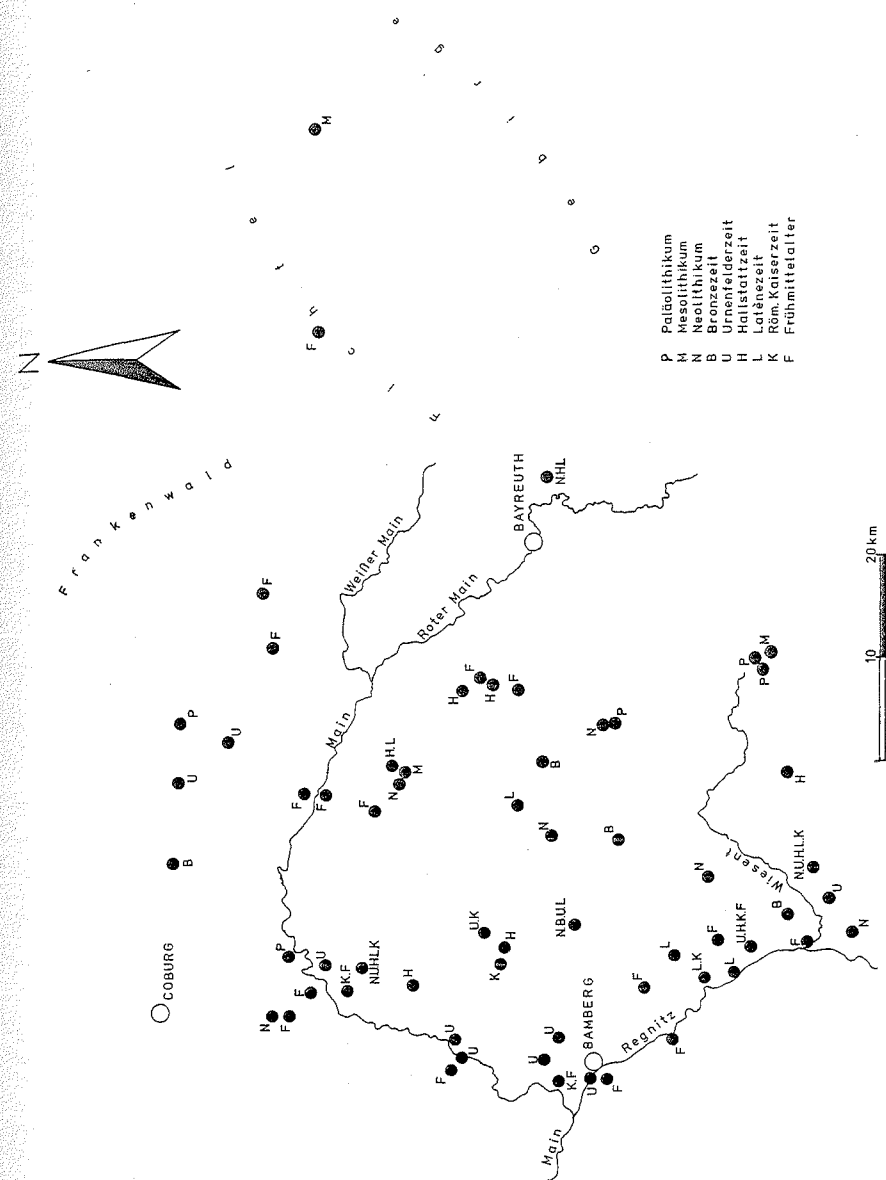 N
Frankenwald
Fichtelgebirge
COBURG
BAYREUTH
BAMBERG
Weißer Main
Roter Main
Main
Main
Regnitz
Wiesent
B
U
P
U
F
F
F
M
N
F
P
F
U
K.F
N.U.H.L.K
H
F
F
F
H.L
M
N
H
F
H
F
U
U
F
U.K
H
K
L
B
N
N.B.U.L
N
P
B
N.H.L
U
U
K.F
U
F
F
F
L
L.K
F
L
U.H.K.F
N
B
F
U
N
N.U.H.L.K
H
P
P
M
P Paläolithikum
M Mesolithikum
N Neolithikum
B Bronzezeit
U Urnenfelderzeit
H Hallstattzeit
L Latènezeit
K Röm. Kaiserzeit
F Frühmittelalter
10
20 km